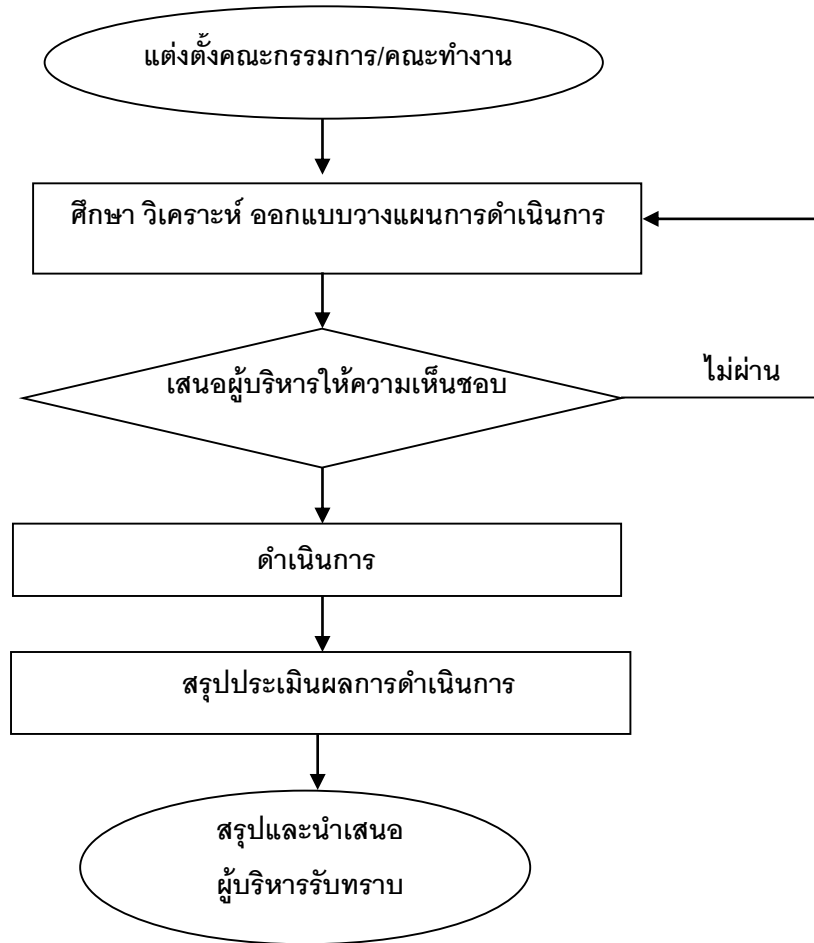 แต่งตั้งคณะกรรมการ/คณะทำงาน
ศึกษา วิเคราะห์ ออกแบบวางแผนการดำเนินการ
เสนอผู้บริหารให้ความเห็นชอบ
ไม่ผ่าน
ดำเนินการ
สรุปประเมินผลการดำเนินการ
สรุปและนำเสนอ
ผู้บริหารรับทราบ